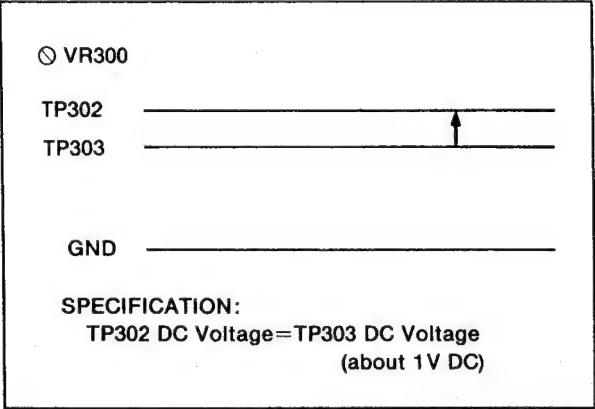 ⦸ VR300
TP302
TP303
GND
SPECIFICATION:
TP302 DC Voltage=TP303 DC Voltage
(about 1V DC)